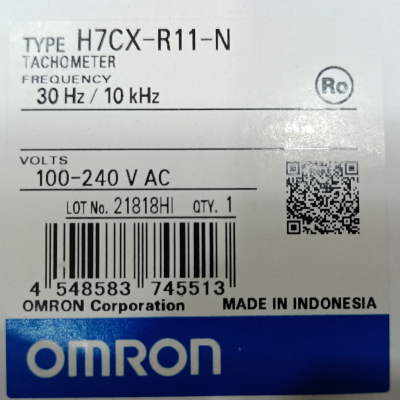 TYPE H7CX-R11-N
TACHOMETER
FREQUENCY
30 Hz / 10 kHz
Ro
VOLTS
100-240 V AC
LOT No. 21818HI QTY. 1
4 548583 745513
OMRON Corporation MADE IN INDONESIA
OMRON